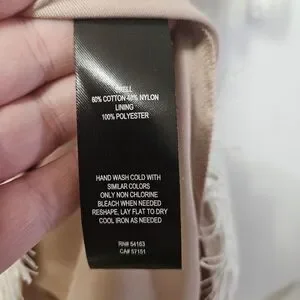 SHELL
60% COTTON 40% NYLON
LINING
100% POLYESTER
HAND WASH COLD WITH
SIMILAR COLORS
ONLY NON CHLORINE
BLEACH WHEN NEEDED
RESHAPE, LAY FLAT TO DRY
COOL IRON AS NEEDED
RN# 54163
CA# 57151